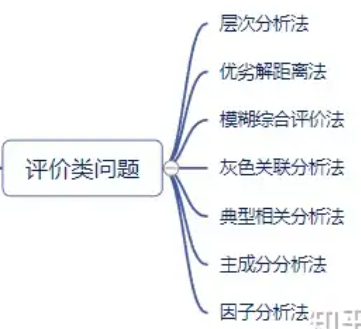 层次分析法
优劣解距离法
模糊综合评价法
评价类问题
灰色关联分析法
典型相关分析法
主成分分析法
因子分析法
知乎